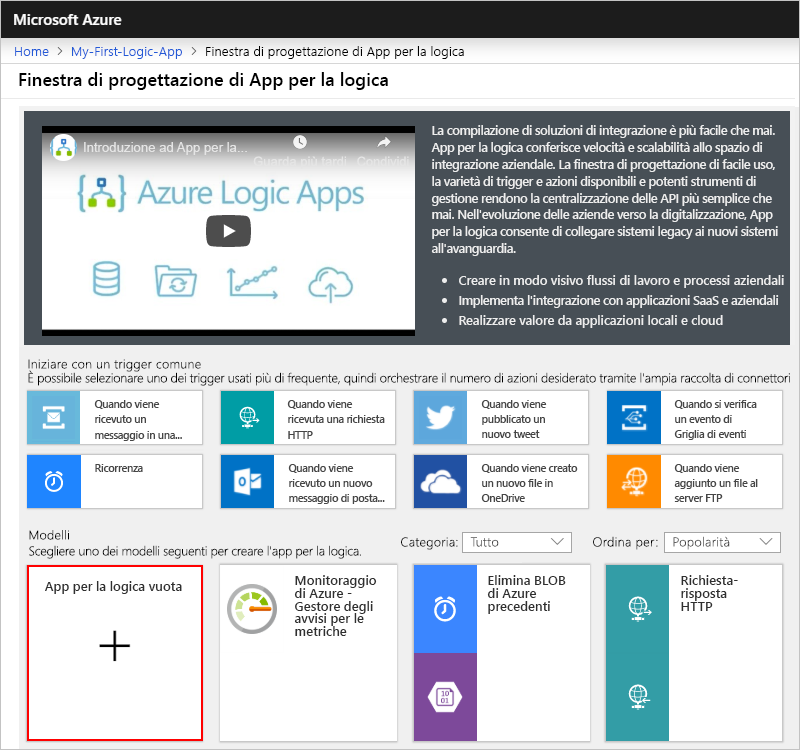 Microsoft Azure
Home > My-First-Logic-App > Finestra di progettazione di App per la logica
Finestra di progettazione di App per la logica
Introduzione ad App per la...
Guarda più tardi
Condividi
Azure Logic Apps
La compilazione di soluzioni di integrazione è più facile che mai.
App per la logica conferisce velocità e scalabilità allo spazio di
integrazione aziendale. La finestra di progettazione di facile uso,
la varietà di trigger e azioni disponibili e potenti strumenti di
gestione rendono la centralizzazione delle API più semplice che
mai. Nell'evoluzione delle aziende verso la digitalizzazione, App
per la logica consente di collegare sistemi legacy ai nuovi sistemi
all'avanguardia.
• Creare in modo visivo flussi di lavoro e processi aziendali
• Implementa l'integrazione con applicazioni SaaS e aziendali
• Realizzare valore da applicazioni locali e cloud
Iniziare con un trigger comune
È possibile selezionare uno dei trigger usati più di frequente, quindi orchestrare il numero di azioni desiderato tramite l'ampia raccolta di connettori
Quando viene
ricevuto un
messaggio in una...
Quando viene
ricevuta una richiesta
HTTP
Quando viene
pubblicato un
nuovo tweet
Quando si verifica
un evento di
Griglia di eventi
Ricorrenza
Quando viene
ricevuto un nuovo
messaggio di posta...
Quando viene creato
un nuovo file in
OneDrive
Quando viene
aggiunto un file al
server FTP
Modelli
Scegliere uno dei modelli seguenti per creare l'app per la logica.
Categoria: Tutto
Ordina per: Popolarità
App per la logica vuota
Monitoraggio
di Azure -
Gestore degli
avvisi per le
metriche
Elimina BLOB
di Azure
precedenti
10
01
Richiesta-
risposta
HTTP